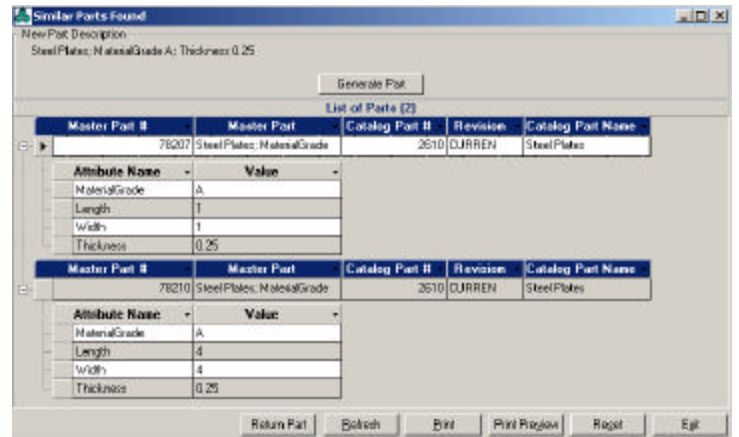 Similar Parts Found
New Part Description
Steel Plates; MaterialGrade A; Thickness 0.25
Generate Part
List of Parts (2)
Master Part # Master Part Catalog Part # Revision Catalog Part Name
78207 Steel Plates; MaterialGrade 2610 CURREN Steel Plates
Attribute Name Value
MaterialGrade A
Length 1
Width 1
Thickness 0.25
Master Part # Master Part Catalog Part # Revision Catalog Part Name
78210 Steel Plates; MaterialGrade 2610 CURREN Steel Plates
Attribute Name Value
MaterialGrade A
Length 4
Width 4
Thickness 0.25
Return Part Refresh Print Print Preview Reset Exit